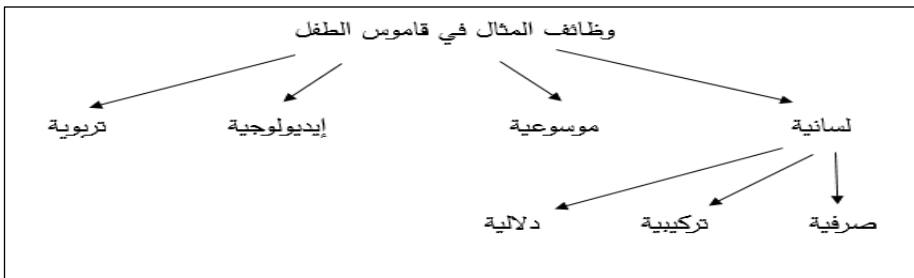 وظائف المثال في قاموس الطفل
لسانية موسوعية إيديولوجية تربوية
صرفية تركيبية دلالية